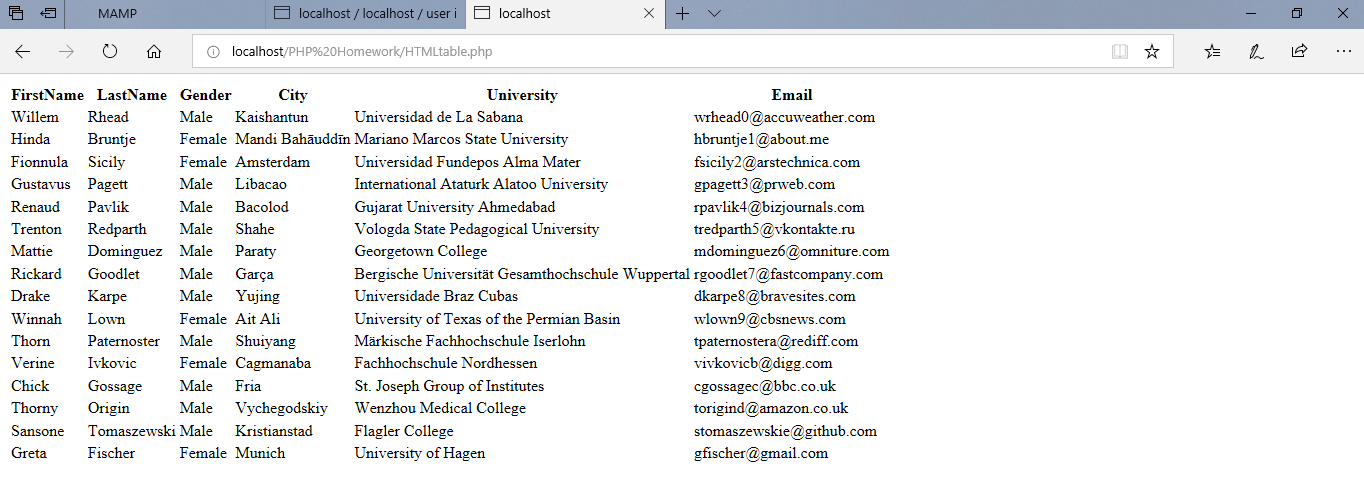 MAMP localhost / localhost / user i localhost
localhost/PHP%20Homework/HTMLtable.php
FirstName LastName Gender City University Email
Willem Rhead Male Kaishantun Universidad de La Sabana wrhead0@accuweather.com
Hinda Bruntje Female Mandi Bahāuddīn Mariano Marcos State University hbruntje1@about.me
Fionnula Sicily Female Amsterdam Universidad Fundepos Alma Mater fsicily2@arstechnica.com
Gustavus Pagett Male Libacao International Ataturk Alatoo University gpagett3@prweb.com
Renaud Pavlik Male Bacolod Gujarat University Ahmedabad rpavlik4@bizjournals.com
Trenton Redparth Male Shahe Vologda State Pedagogical University tredparth5@vkontakte.ru
Mattie Dominguez Male Paraty Georgetown College mdominguez6@omniture.com
Rickard Goodlet Male Garça Bergische Universität Gesamthochschule Wuppertal rgoodlet7@fastcompany.com
Drake Karpe Male Yujing Universidade Braz Cubas dkarpe8@bravesites.com
Winnah Lown Female Ait Ali University of Texas of the Permian Basin wlown9@cbsnews.com
Thorn Paternoster Male Shuiyang Märkische Fachhochschule Iserlohn tpaternostera@rediff.com
Verine Ivkovic Female Cagmanaba Fachhochschule Nordhessen vivkovicb@digg.com
Chick Gossage Male Fria St. Joseph Group of Institutes cgossagec@bbc.co.uk
Thorny Origin Male Vychegodskiy Wenzhou Medical College torigind@amazon.co.uk
Sansone Tomaszewski Male Kristianstad Flagler College stomaszewskie@github.com
Greta Fischer Female Munich University of Hagen gfischer@gmail.com